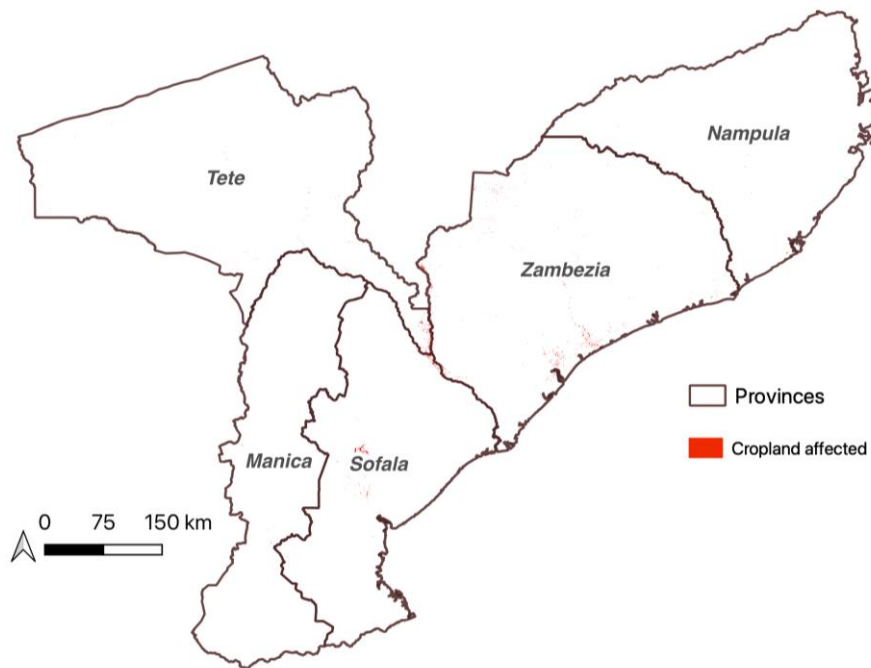 Nampula
Tete
Zambezia
Provinces
Cropland affected
Manica
Sofala
0 75 150 km